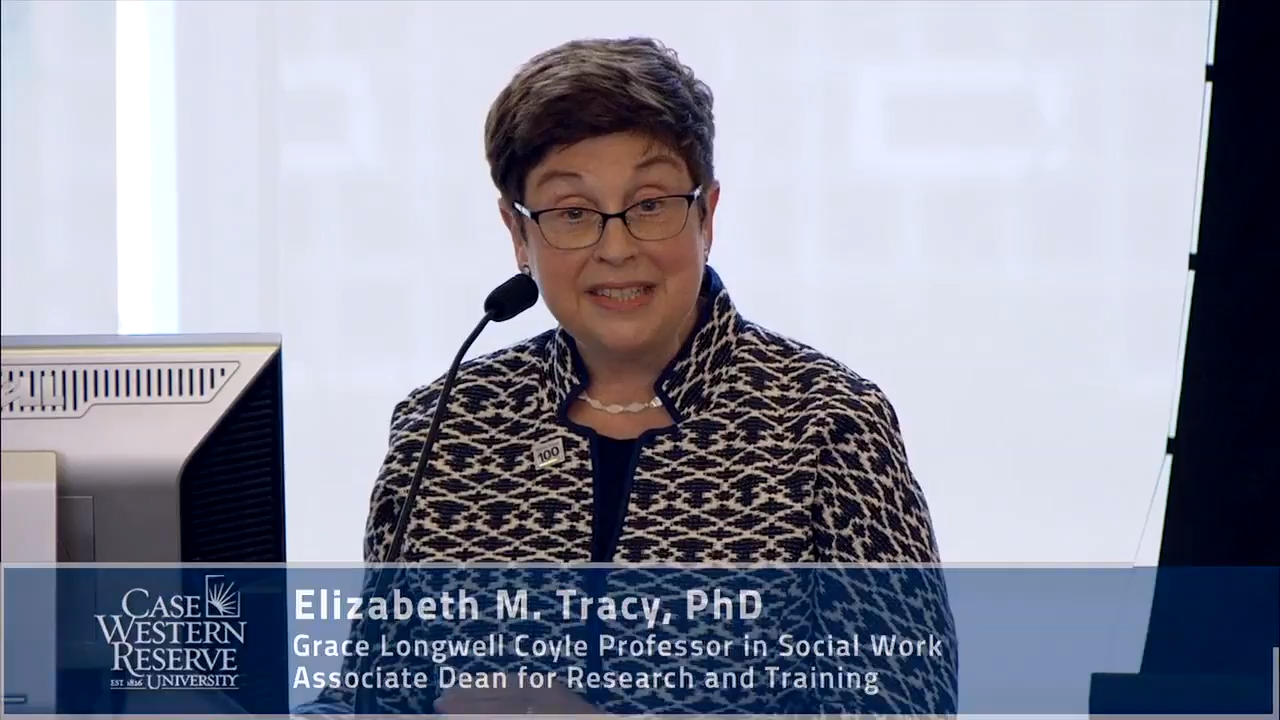 100
CASE
WESTERN
RESERVE
EST. 1826 UNIVERSITY
Elizabeth M. Tracy, PhD
Grace Longwell Coyle Professor in Social Work
Associate Dean for Research and Training